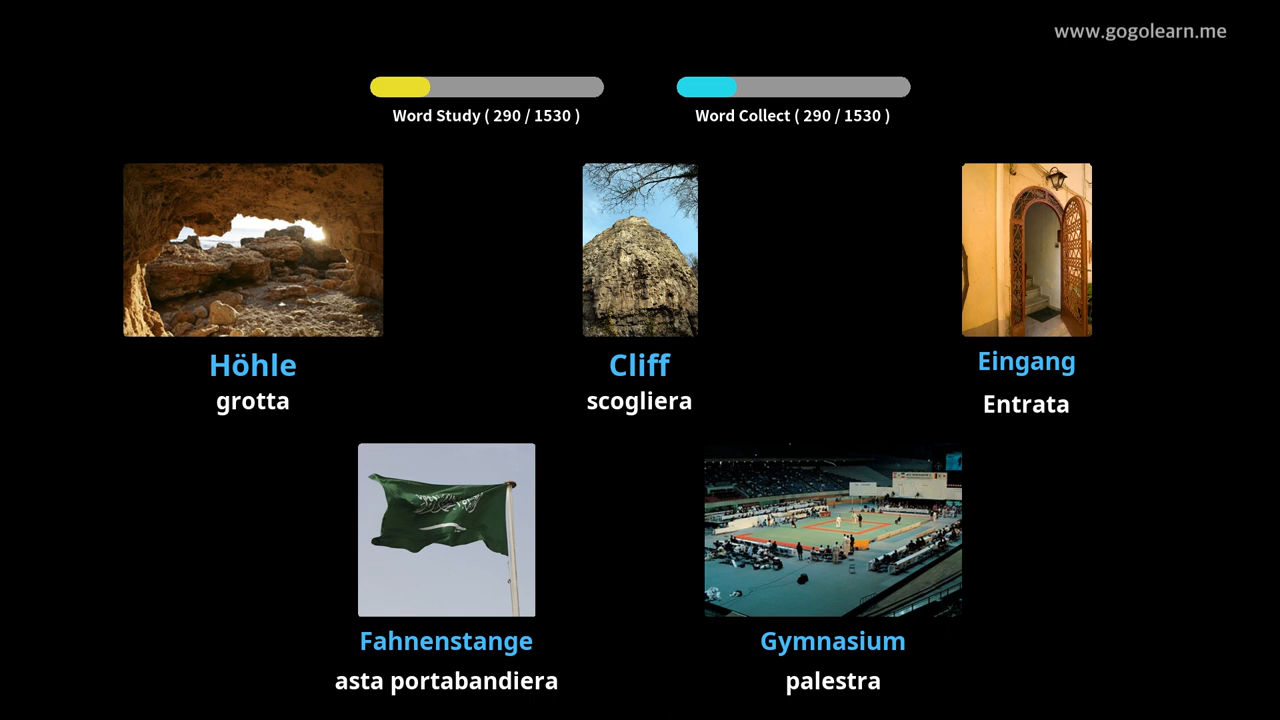 www.gogolearn.me
Word Study ( 290 / 1530 )
Word Collect ( 290 / 1530 )
Höhle
grotta
Cliff
scogliera
Eingang
Entrata
Fahnenstange
asta portabandiera
Gymnasium
palestra